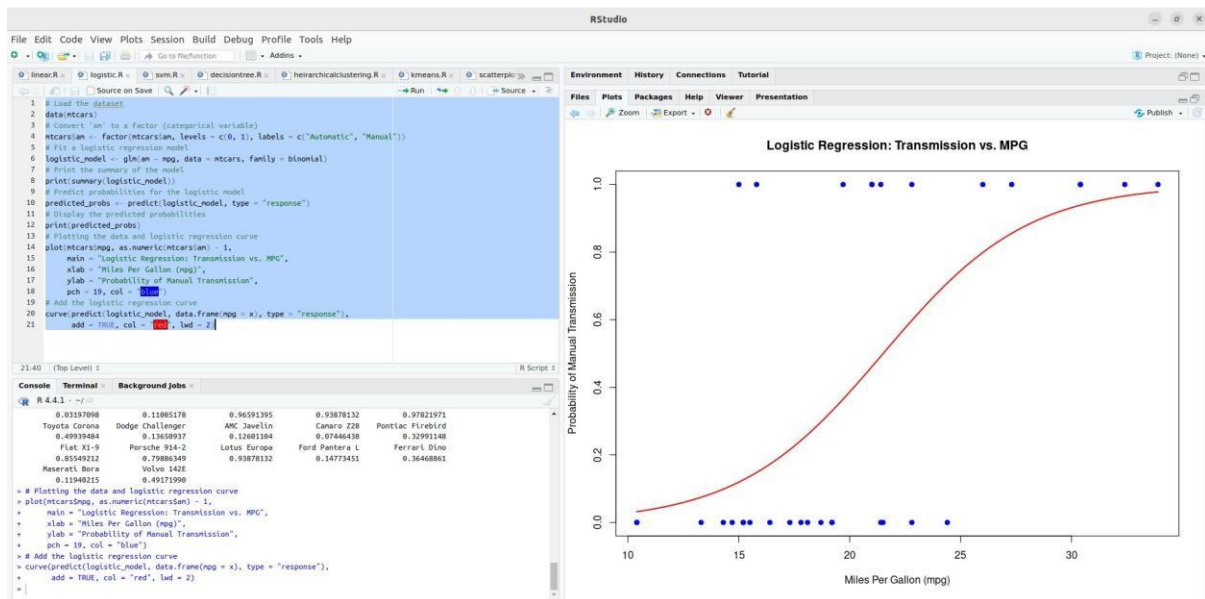 RStudio
File Edit Code View Plots Session Build Debug Profile Tools Help
Go to file/function Addins Project: (None)
linear.R logistic.R svm.R decisiontree.R heirarchicalclustering.R kmeans.R scatterplo
Source on Save Run Source
1 # Load the dataset
2 data(mtcars)
3 # Convert 'am' to a factor (categorical variable)
4 mtcars$am <- factor(mtcars$am, levels = c(0, 1), labels = c("Automatic", "Manual"))
5 # Fit a logistic regression model
6 logistic_model <- glm(am ~ mpg, data = mtcars, family = binomial)
7 # Print the summary of the model
8 print(summary(logistic_model))
9 # Predict probabilities for the logistic model
10 predicted_probs <- predict(logistic_model, type = "response")
11 # Display the predicted probabilities
12 print(predicted_probs)
13 # Plotting the data and logistic regression curve
14 plot(mtcars$mpg, as.numeric(mtcars$am) - 1,
15 main = "Logistic Regression: Transmission vs. MPG",
16 xlab = "Miles Per Gallon (mpg)",
17 ylab = "Probability of Manual Transmission",
18 pch = 19, col = "blue")
19 # Add the logistic regression curve
20 curve(predict(logistic_model, data.frame(mpg = x), type = "response"),
21 add = TRUE, col = "red", lwd = 2)
21:40 (Top Level) R Script
Console Terminal Background Jobs
R 4.4.1 · ~/
0.03197098 0.11005178 0.96591395 0.93878132 0.97821971
Toyota Corona Dodge Challenger AMC Javelin Camaro Z28 Pontiac Firebird
0.49939484 0.13650937 0.12601104 0.07446438 0.32991148
Fiat X1-9 Porsche 914-2 Lotus Europa Ford Pantera L Ferrari Dino
0.85549212 0.79886349 0.93878132 0.14773451 0.36468861
Maserati Bora Volvo 142E
0.11940215 0.49171990
> # Plotting the data and logistic regression curve
> plot(mtcars$mpg, as.numeric(mtcars$am) - 1,
+ main = "Logistic Regression: Transmission vs. MPG",
+ xlab = "Miles Per Gallon (mpg)",
+ ylab = "Probability of Manual Transmission",
+ pch = 19, col = "blue")
> # Add the logistic regression curve
> curve(predict(logistic_model, data.frame(mpg = x), type = "response"),
+ add = TRUE, col = "red", lwd = 2)
>
Environment History Connections Tutorial
Files Plots Packages Help Viewer Presentation
Zoom Export Publish
Logistic Regression: Transmission vs. MPG
Probability of Manual Transmission
1.0
0.8
0.6
0.4
0.2
0.0
10 15 20 25 30
Miles Per Gallon (mpg)